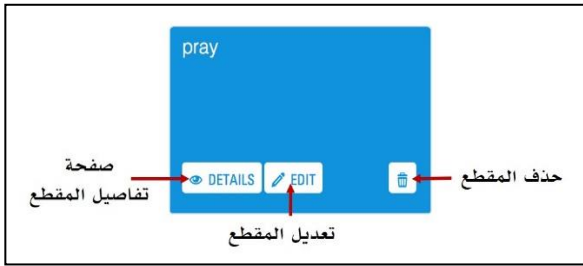 pray
DETAILS
EDIT
صفحة
تفاصيل المقطع
حذف المقطع
تعديل المقطع